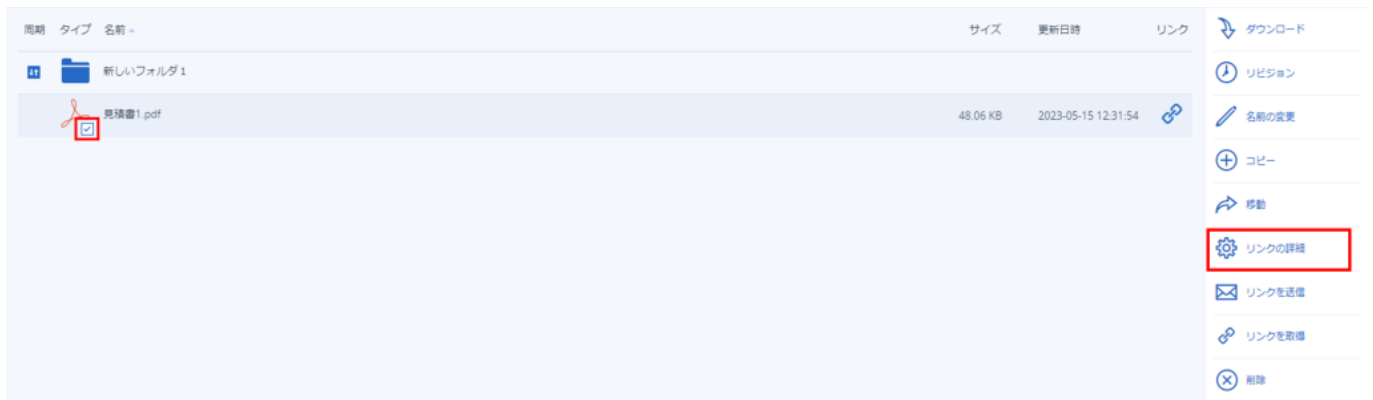 同期 タイプ 名前 サイズ 更新日時 リンク
新しいフォルダ1
見積書1.pdf 48.06 KB 2023-05-15 12:31:54
ダウンロード
リビジョン
名前の変更
コピー
移動
リンクの詳細
リンクを送信
リンクを取得
削除